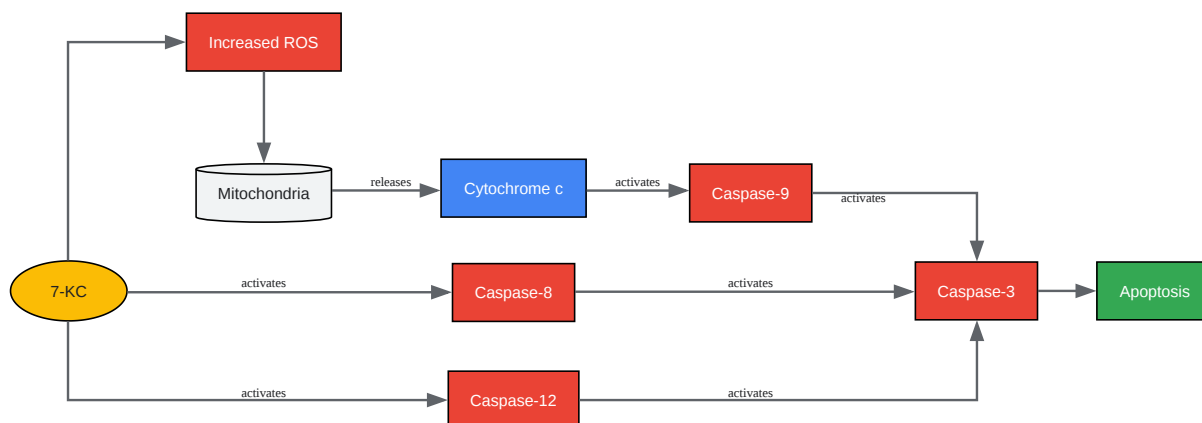 Increased ROS
Mitochondria
releases
Cytochrome c
activates
Caspase-9
activates
7-KC
activates
Caspase-8
activates
Caspase-3
Apoptosis
activates
Caspase-12
activates